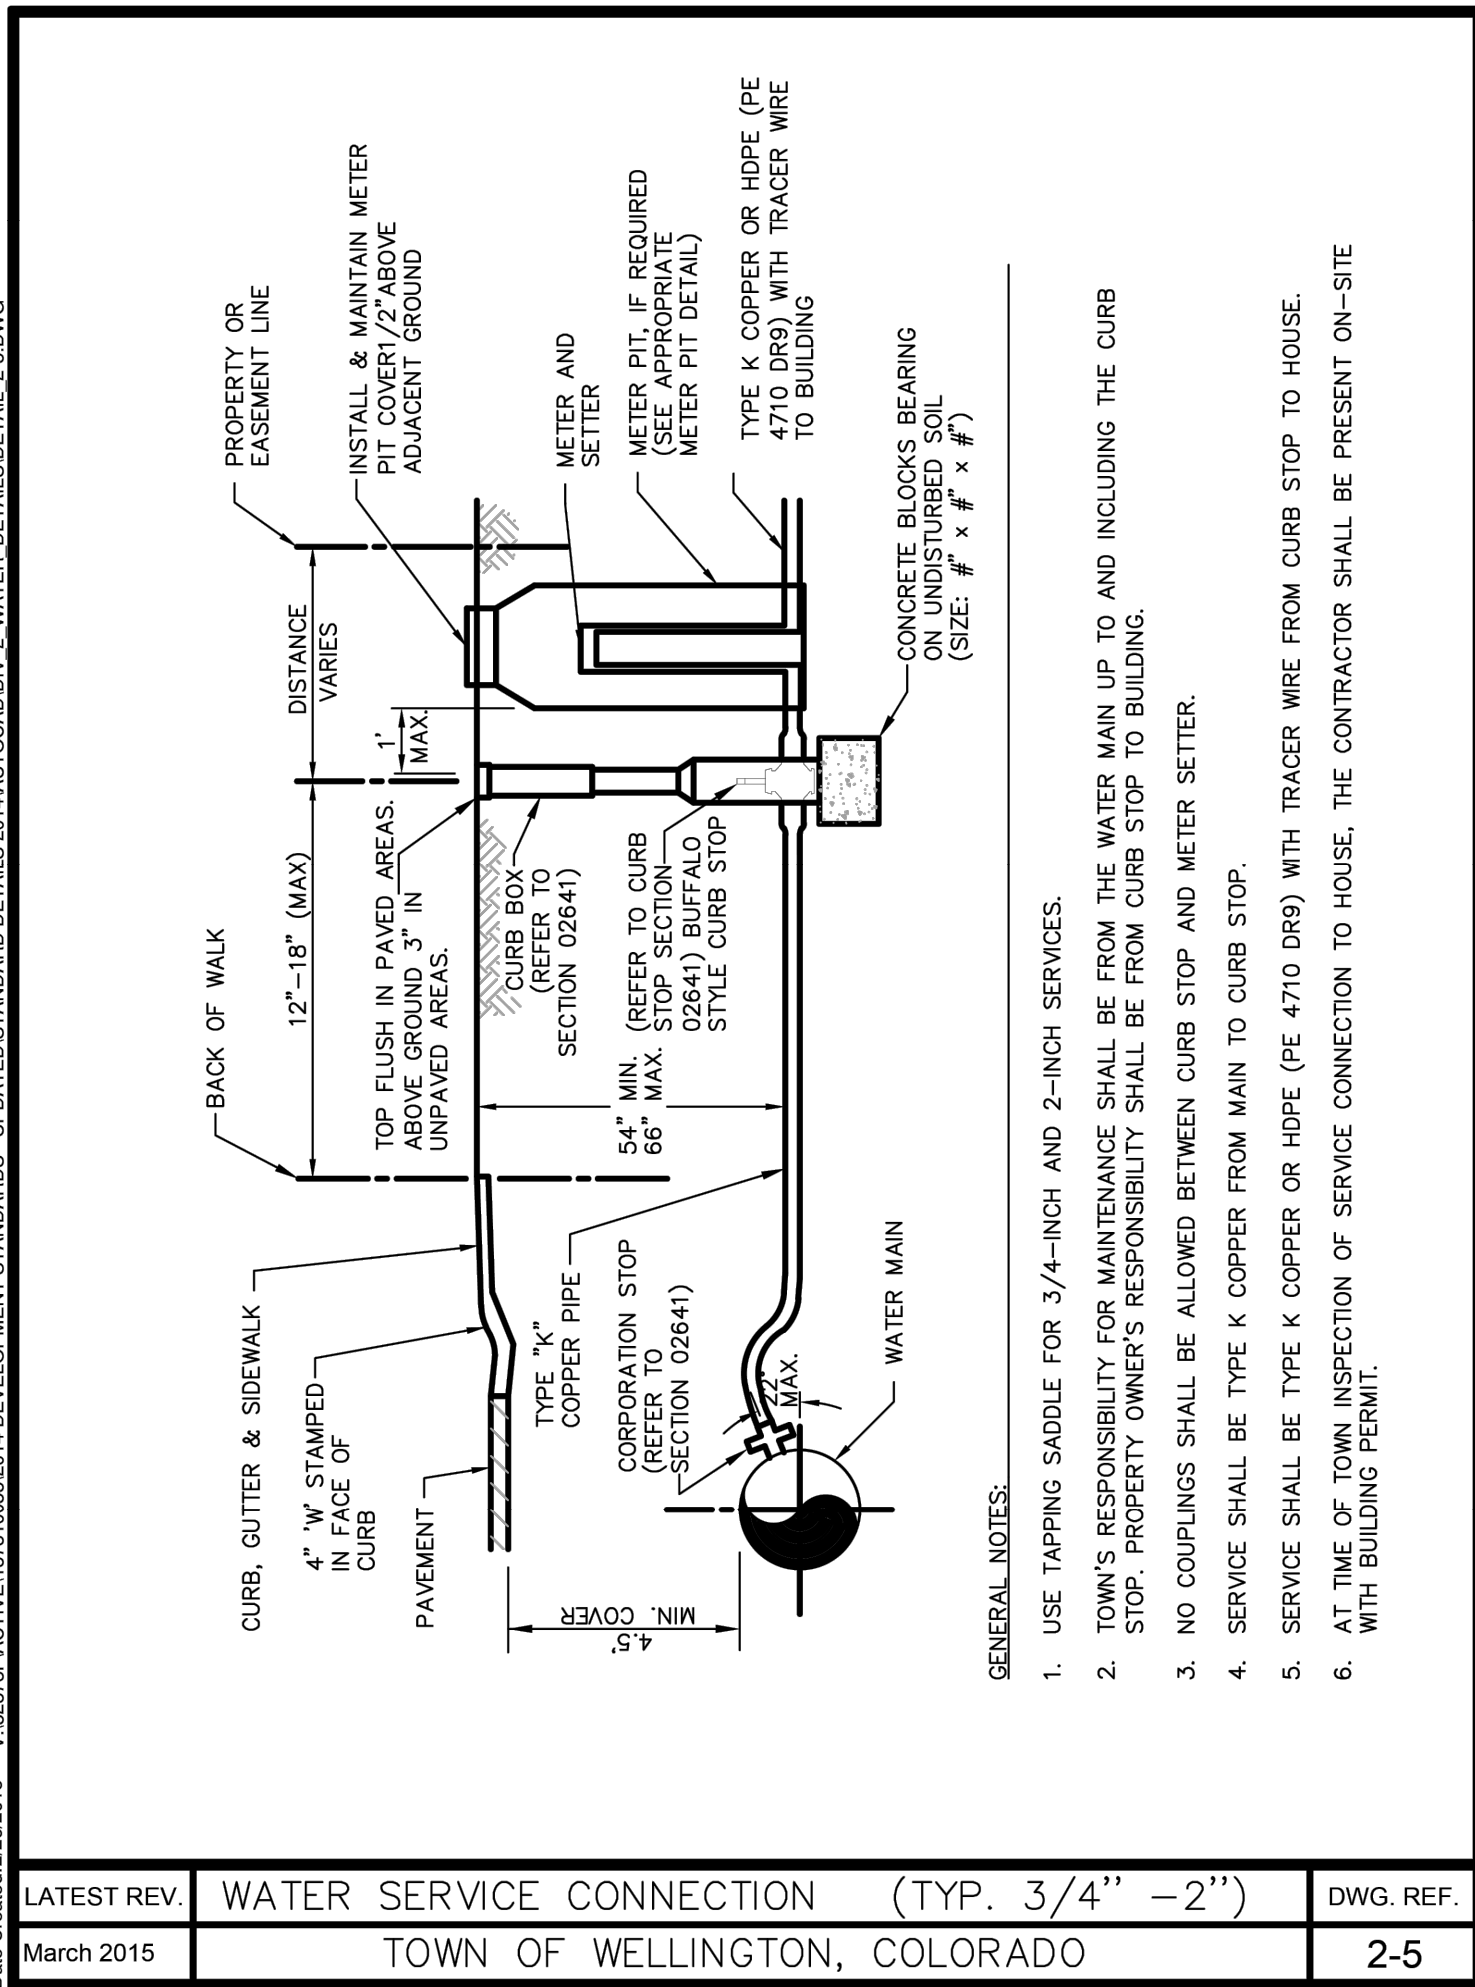 PROPERTY OR
EASEMENT LINE
INSTALL & MAINTAIN METER
PIT COVER1/2"ABOVE
ADJACENT GROUND
BACK OF WALK
12"–18" (MAX)
DISTANCE
VARIES
1'
MAX.
CURB, GUTTER & SIDEWALK
4" 'W' STAMPED
IN FACE OF
CURB
PAVEMENT
TOP FLUSH IN PAVED AREAS.
ABOVE GROUND 3" IN
UNPAVED AREAS.
CURB BOX
(REFER TO
SECTION 02641)
METER AND
SETTER
METER PIT, IF REQUIRED
(SEE APPROPRIATE
METER PIT DETAIL)
TYPE K COPPER OR HDPE (PE
4710 DR9) WITH TRACER WIRE
TO BUILDING
54" MIN.
66" MAX.
(REFER TO CURB
STOP SECTION
02641) BUFFALO
STYLE CURB STOP
TYPE "K"
COPPER PIPE
CORPORATION STOP
(REFER TO
SECTION 02641)
22°
MAX.
4.5'
MIN. COVER
WATER MAIN
CONCRETE BLOCKS BEARING
ON UNDISTURBED SOIL
(SIZE: #" x #" x #")
GENERAL NOTES:
1. USE TAPPING SADDLE FOR 3/4–INCH AND 2–INCH SERVICES.
2. TOWN'S RESPONSIBILITY FOR MAINTENANCE SHALL BE FROM THE WATER MAIN UP TO AND INCLUDING THE CURB
STOP. PROPERTY OWNER'S RESPONSIBILITY SHALL BE FROM CURB STOP TO BUILDING.
3. NO COUPLINGS SHALL BE ALLOWED BETWEEN CURB STOP AND METER SETTER.
4. SERVICE SHALL BE TYPE K COPPER FROM MAIN TO CURB STOP.
5. SERVICE SHALL BE TYPE K COPPER OR HDPE (PE 4710 DR9) WITH TRACER WIRE FROM CURB STOP TO HOUSE.
6. AT TIME OF TOWN INSPECTION OF SERVICE CONNECTION TO HOUSE, THE CONTRACTOR SHALL BE PRESENT ON–SITE
WITH BUILDING PERMIT.
LATEST REV.
WATER SERVICE CONNECTION (TYP. 3/4" –2")
DWG. REF.
March 2015
TOWN OF WELLINGTON, COLORADO
2-5